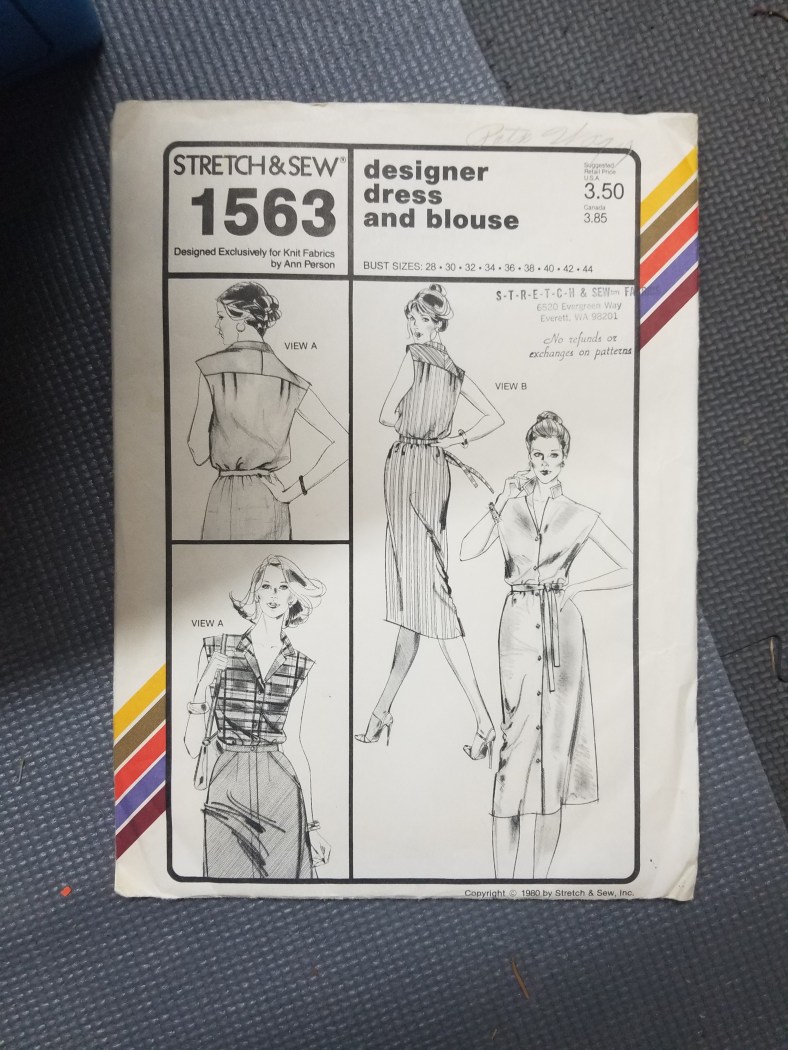 STRETCH & SEW®
1563
Designed Exclusively for Knit Fabrics
by Ann Person
designer
dress
and blouse
Suggested
Retail Price
U.S.A.
3.50
Canada
3.85
BUST SIZES: 28 • 30 • 32 • 34 • 36 • 38 • 40 • 42 • 44
VIEW A
S-T-R-E-T-C-H & SEW
6520 Evergreen Way
Everett, WA 98201
No refunds or
exchanges on patterns
VIEW B
VIEW A
Copyright © 1980 by Stretch & Sew, Inc.